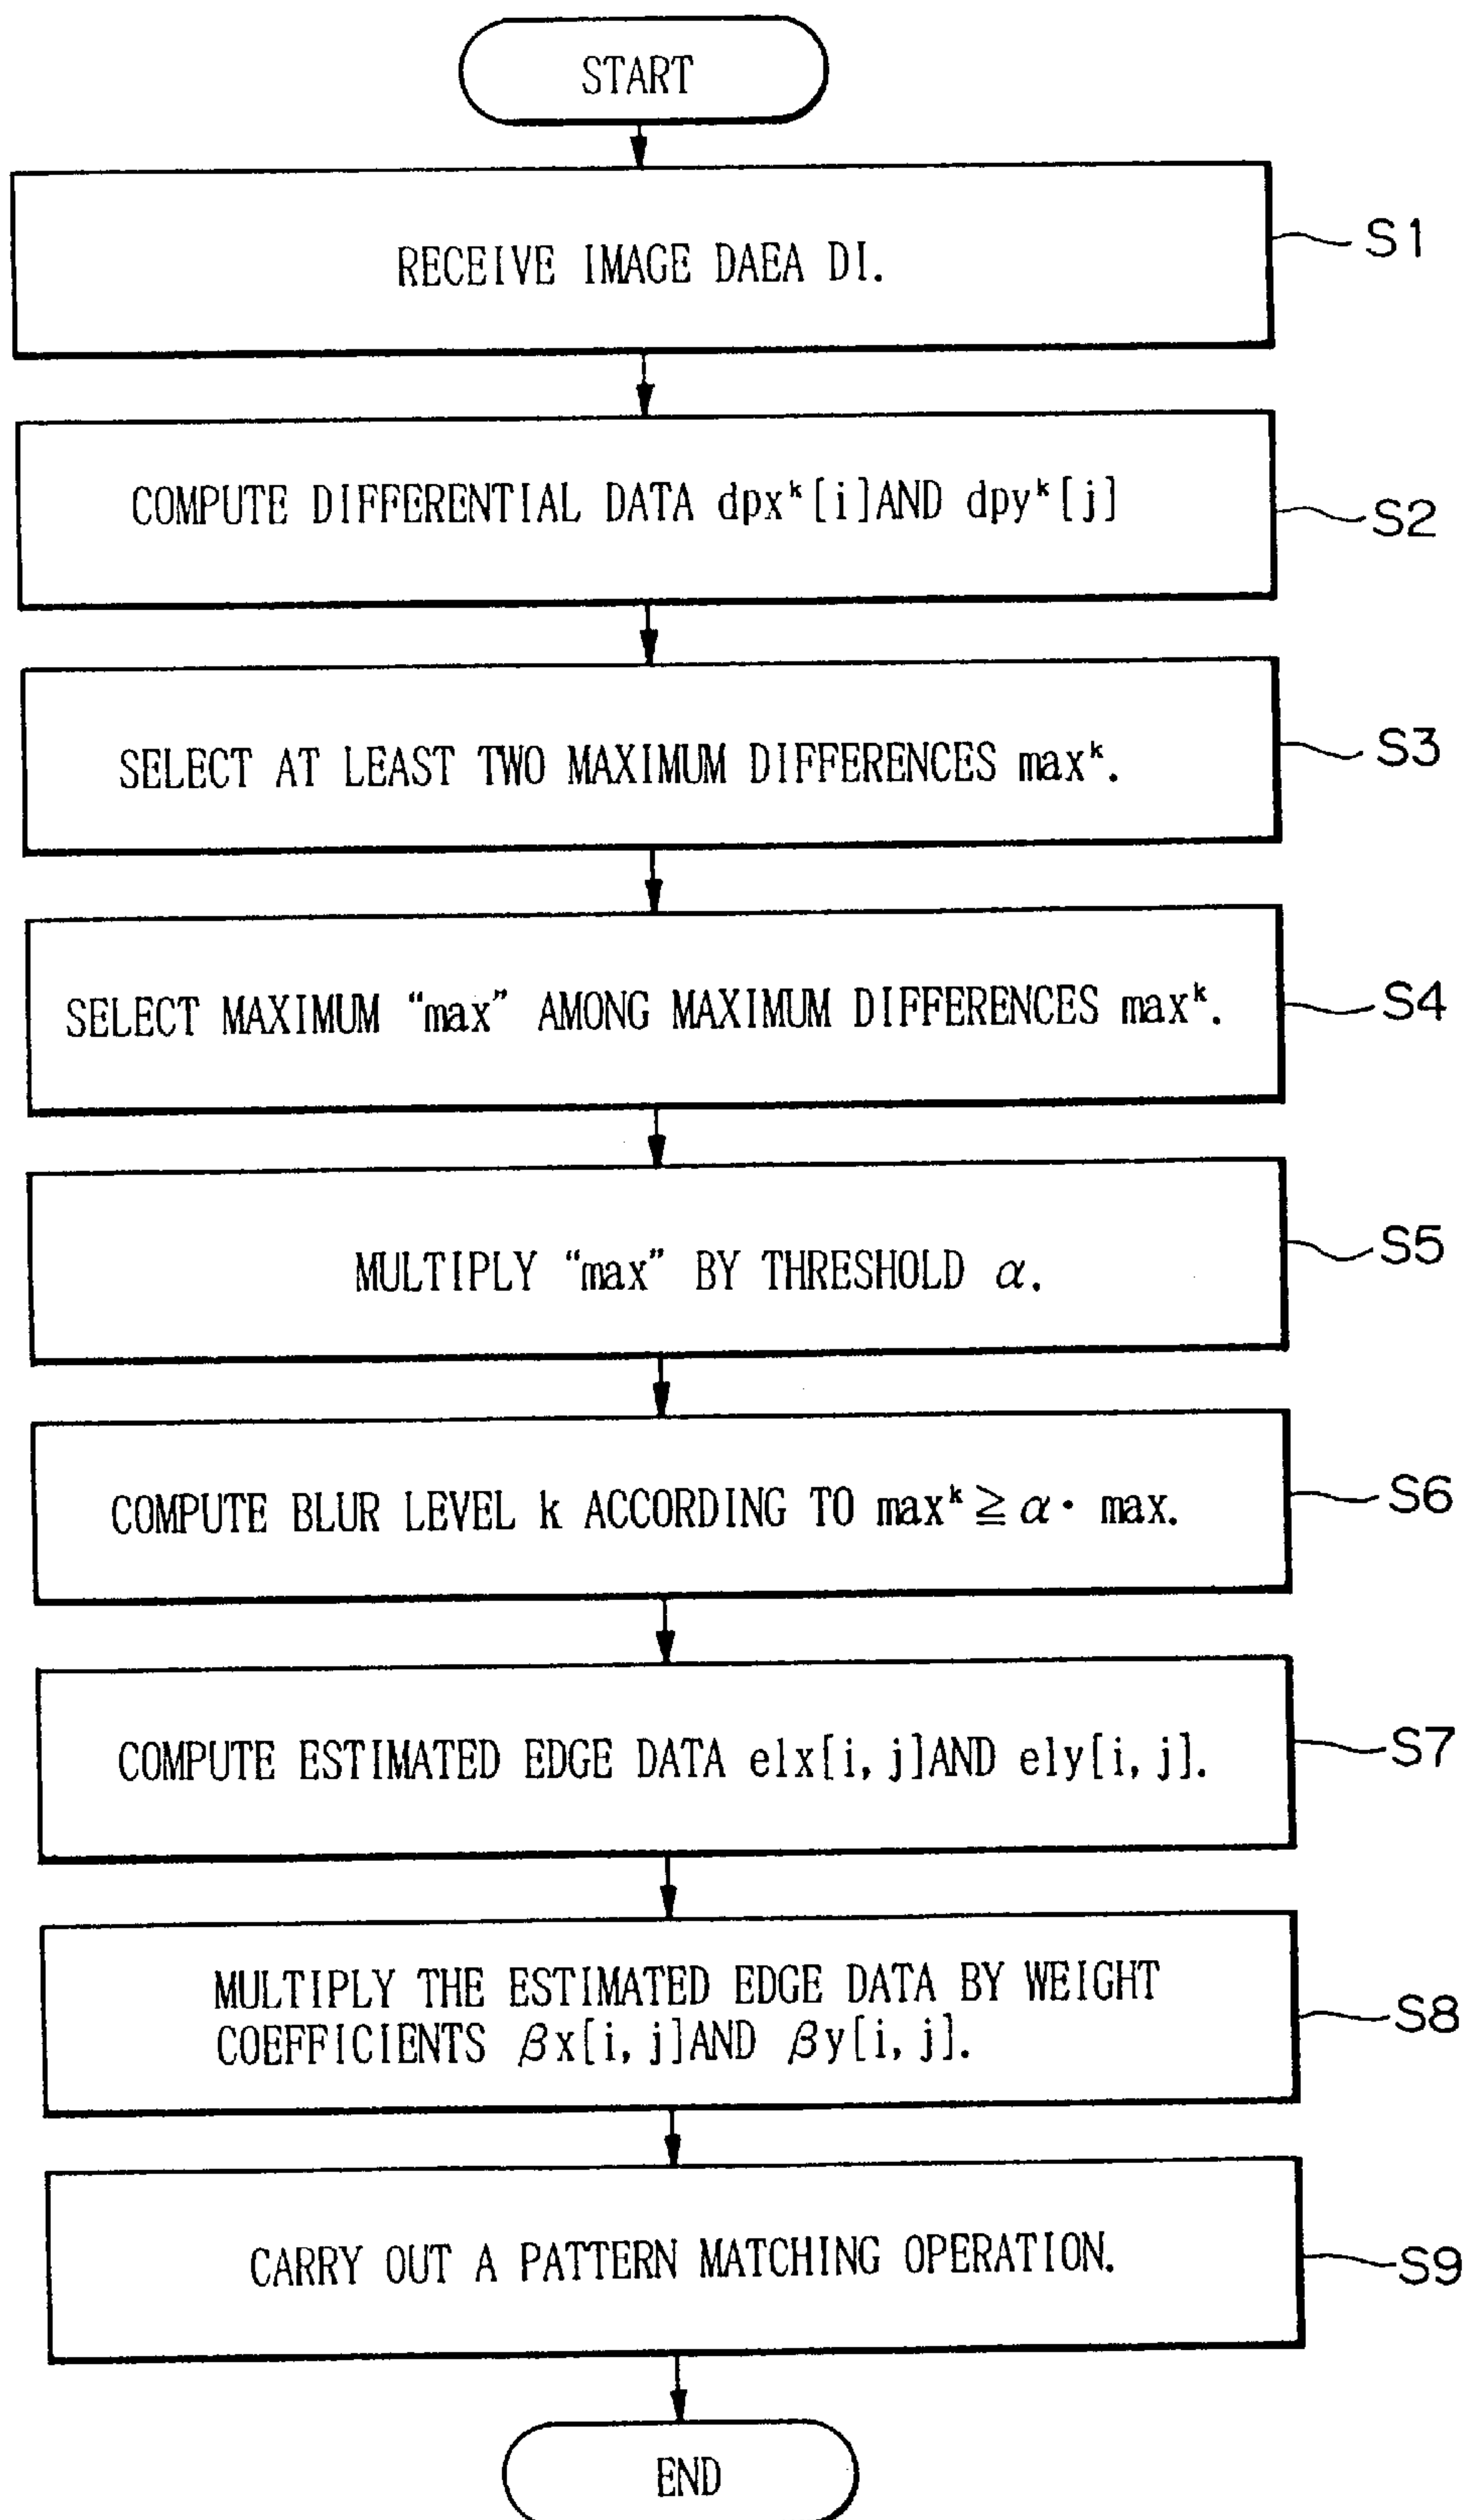 START
RECEIVE IMAGE DAEA DI.
S1
COMPUTE DIFFERENTIAL DATA dpxᵏ[i]AND dpyᵏ[j]
S2
SELECT AT LEAST TWO MAXIMUM DIFFERENCES maxᵏ.
S3
SELECT MAXIMUM “max” AMONG MAXIMUM DIFFERENCES maxᵏ.
S4
MULTIPLY “max” BY THRESHOLD α.
S5
COMPUTE BLUR LEVEL k ACCORDING TO maxᵏ≧α· max.
S6
COMPUTE ESTIMATED EDGE DATA elx[i, j]AND ely[i, j].
S7
MULTIPLY THE ESTIMATED EDGE DATA BY WEIGHT
COEFFICIENTS βx[i, j]AND βy[i, j].
S8
CARRY OUT A PATTERN MATCHING OPERATION.
S9
END